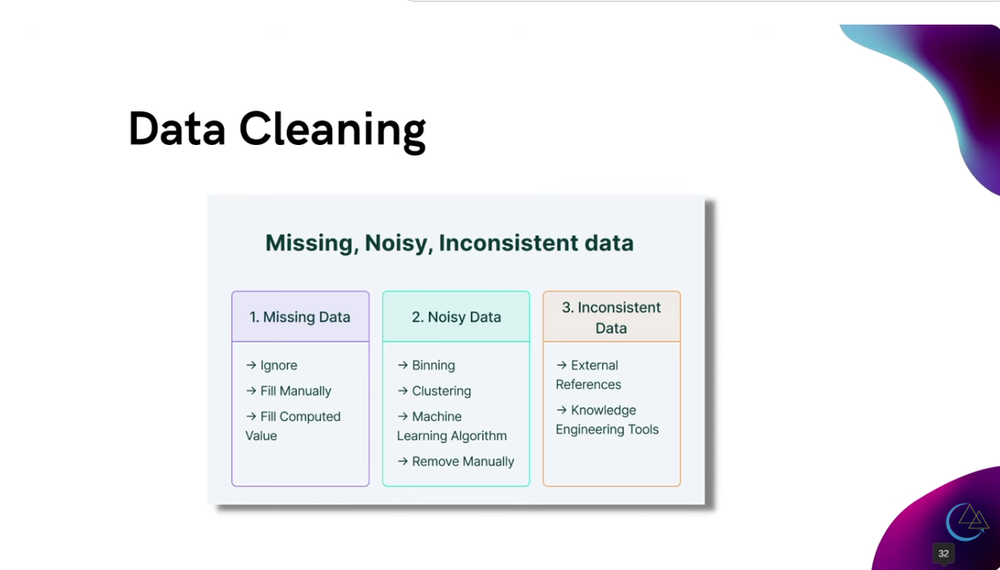 Data Cleaning
Missing, Noisy, Inconsistent data
1. Missing Data
→ Ignore
→ Fill Manually
→ Fill Computed
Value
2. Noisy Data
→ Binning
→ Clustering
→ Machine
Learning Algorithm
→ Remove Manually
3. Inconsistent
Data
→ External
References
→ Knowledge
Engineering Tools
32